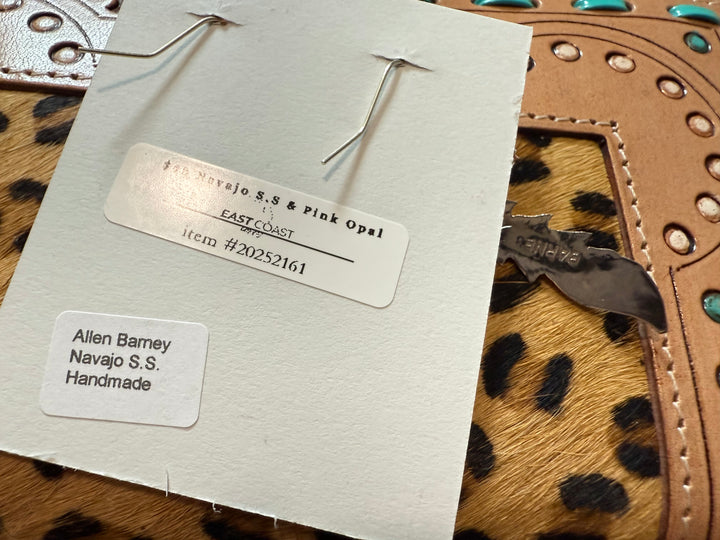 Navajo S.S & Pink Opal
EAST COAST
item #20252161
Allen Barney
Navajo S.S.
Handmade